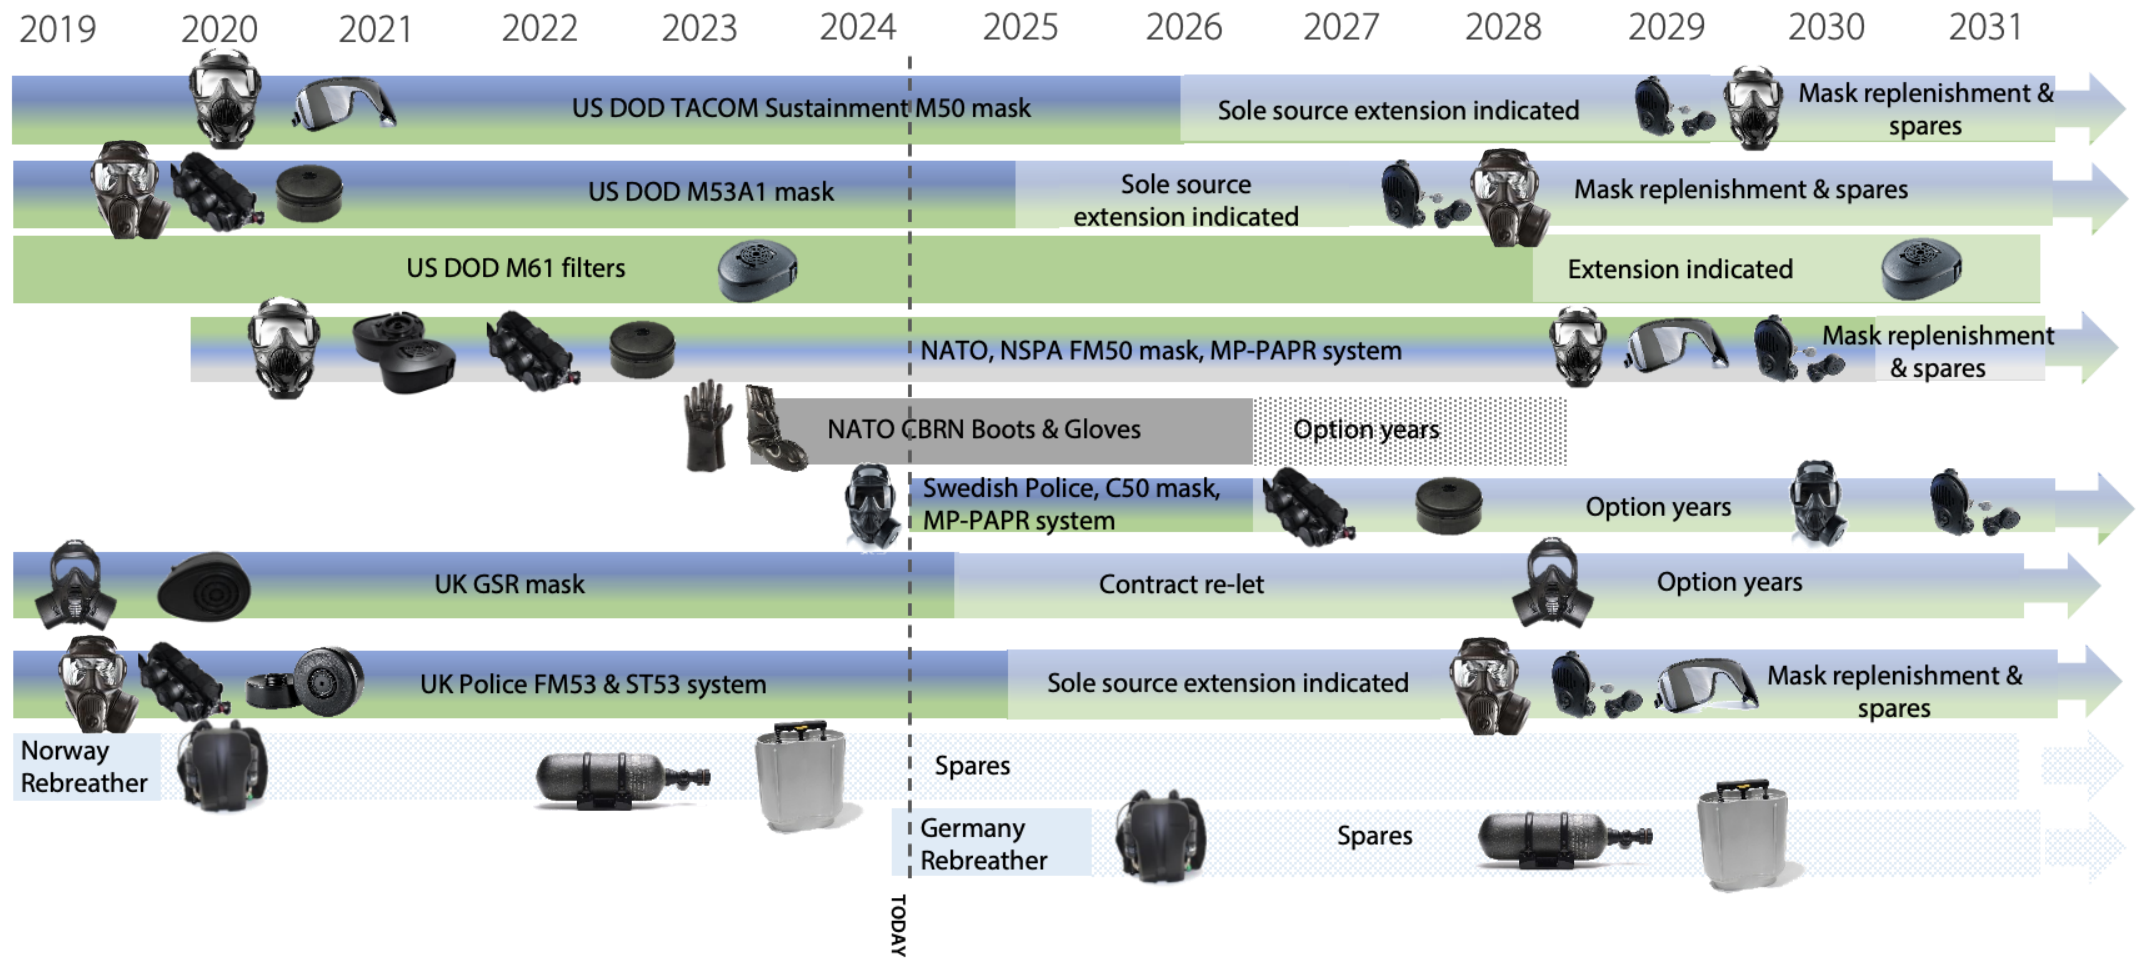 2019 2020 2021 2022 2023 2024 2025 2026 2027 2028 2029 2030 2031
US DOD TACOM Sustainment M50 mask
Sole source extension indicated
Mask replenishment &
spares
US DOD M53A1 mask
Sole source
extension indicated
Mask replenishment & spares
US DOD M61 filters
Extension indicated
NATO, NSPA FM50 mask, MP-PAPR system
Mask replenishment
& spares
NATO CBRN Boots & Gloves
Option years
Swedish Police, C50 mask,
MP-PAPR system
Option years
UK GSR mask
Contract re-let
Option years
UK Police FM53 & ST53 system
Sole source extension indicated
Mask replenishment &
spares
Norway
Rebreather
Spares
Germany
Rebreather
Spares
TODAY